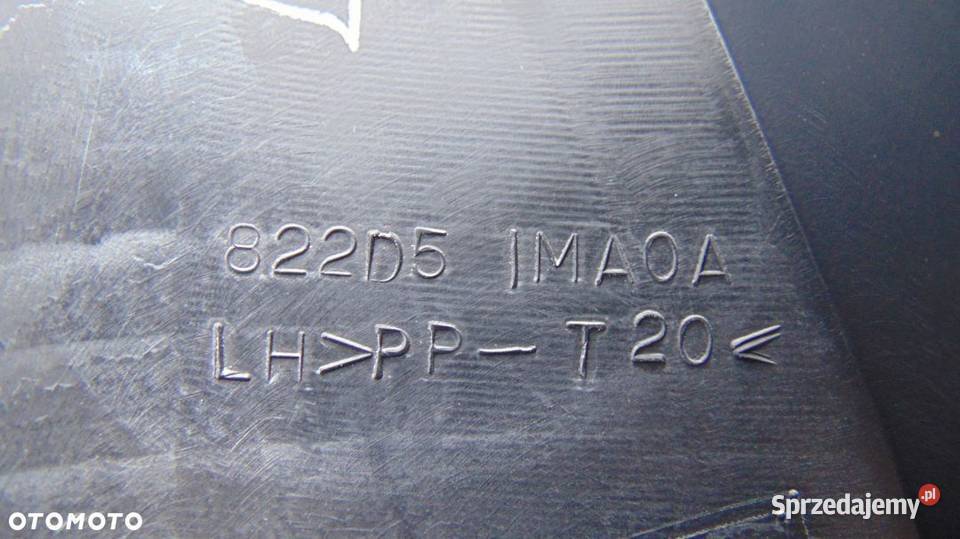 822D5 1MA0A
LH>PP-T20<
OTOMOTO
Sprzedajemy.pl